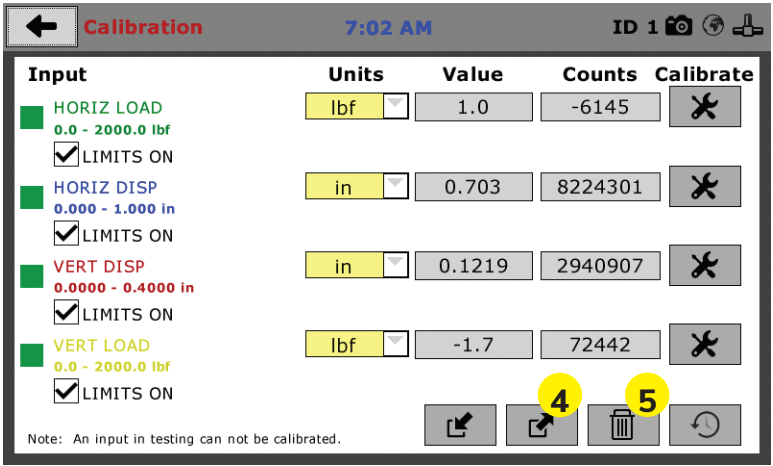 Calibration 7:02 AM ID 1
Input Units Value Counts Calibrate
HORIZ LOAD lbf 1.0 -6145
0.0 - 2000.0 lbf
LIMITS ON
HORIZ DISP in 0.703 8224301
0.000 - 1.000 in
LIMITS ON
VERT DISP in 0.1219 2940907
0.0000 - 0.4000 in
LIMITS ON
VERT LOAD lbf -1.7 72442
0.0 - 2000.0 lbf
LIMITS ON
4 5
Note: An input in testing can not be calibrated.